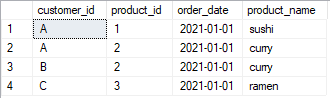 customer_id product_id order_date product_name
1 A 1 2021-01-01 sushi
2 A 2 2021-01-01 curry
3 B 2 2021-01-01 curry
4 C 3 2021-01-01 ramen